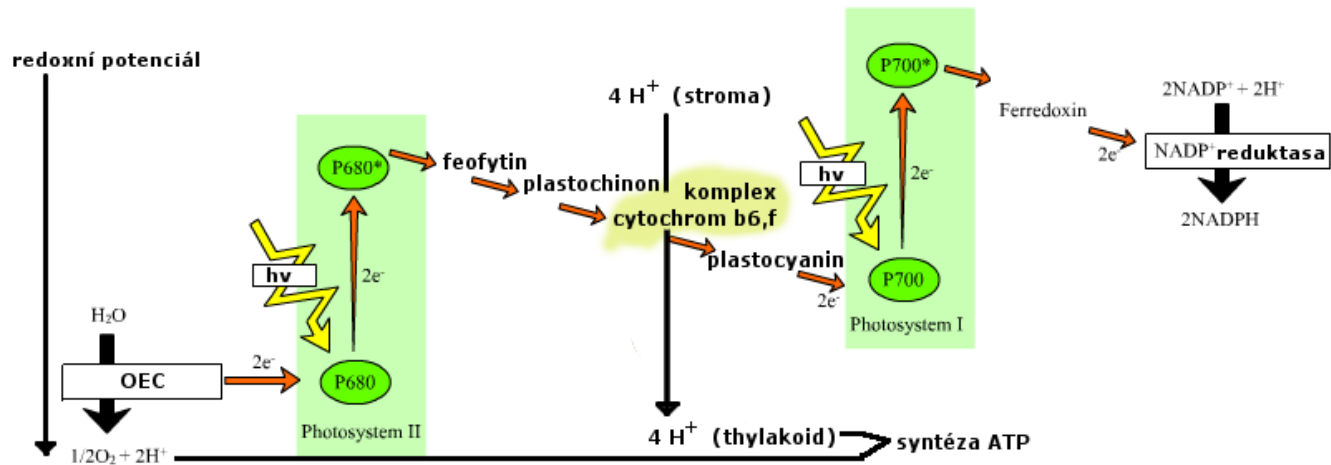 redoxní potenciál
P700*
4 H+ (stroma)
2NADP+ + 2H+
Ferredoxin
2e-
NADP+reduktasa
2NADPH
P680*
feofytin
plastochinon
komplex
cytochrom b6,f
plastocyanin
hv
2e-
2e-
P700
Photosystem I
hv
2e-
H2O
OEC
2e-
P680
Photosystem II
4 H+ (thylakoid)
syntéza ATP
1/2O2 + 2H+